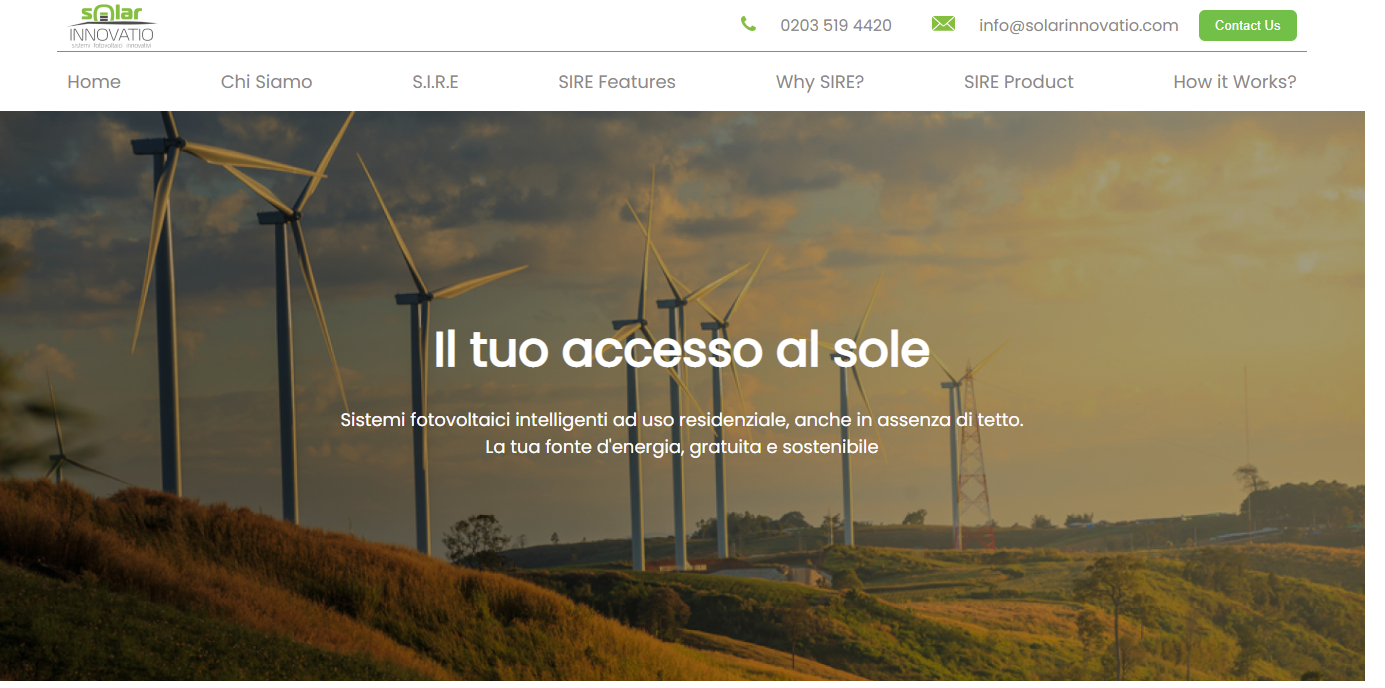 solar
INNOVATIO
sistemi fotovoltaici innovativi
0203 519 4420
info@solarinnovatio.com
Contact Us
Home
Chi Siamo
S.I.R.E
SIRE Features
Why SIRE?
SIRE Product
How it Works?
Il tuo accesso al sole
Sistemi fotovoltaici intelligenti ad uso residenziale, anche in assenza di tetto.
La tua fonte d'energia, gratuita e sostenibile